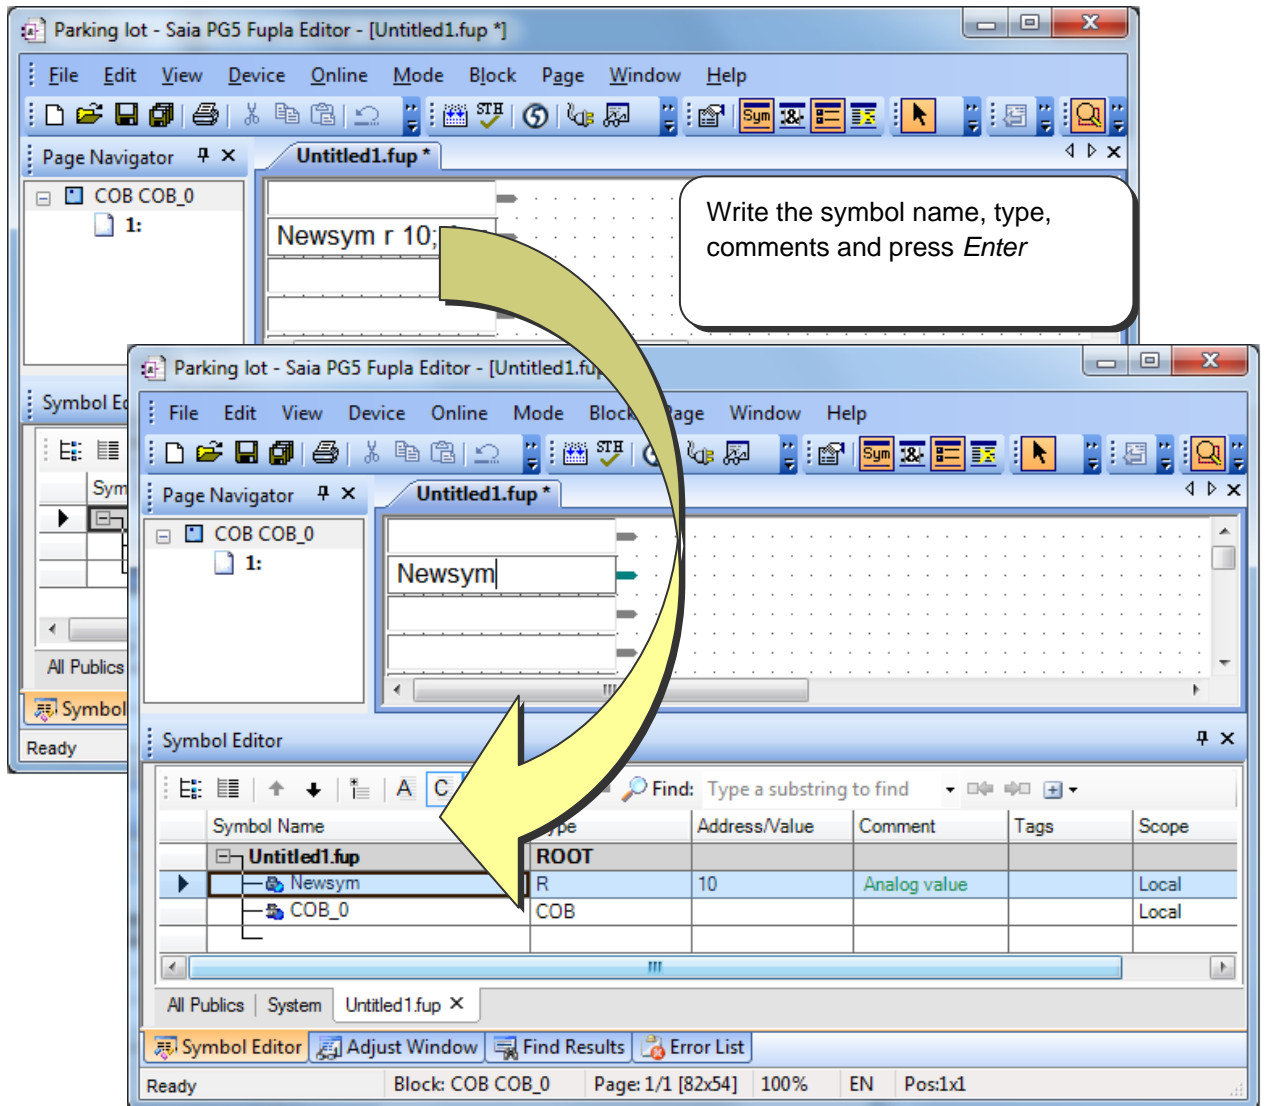 Parking lot - Saia PG5 Fupla Editor - [Untitled1.fup *]
File Edit View Device Online Mode Block Page Window Help
STH Sym
Page Navigator
Untitled1.fup *
COB COB_0
1:
Newsym r 10;
Write the symbol name, type,
comments and press Enter
Parking lot - Saia PG5 Fupla Editor - [Untitled1.fup
File Edit View Device Online Mode Block Page Window Help
STH Sym
Page Navigator
Untitled1.fup *
COB COB_0
1:
Newsym
Symbol Ed
Sym
All Publics
Symbol
Ready
Symbol Editor
A C Find: Type a substring to find
Symbol Name Type Address/Value Comment Tags Scope
Untitled1.fup ROOT
Newsym R 10 Analog value Local
COB_0 COB Local
All Publics System Untitled1.fup
Symbol Editor Adjust Window Find Results Error List
Ready Block: COB COB_0 Page: 1/1 [82x54] 100% EN Pos:1x1